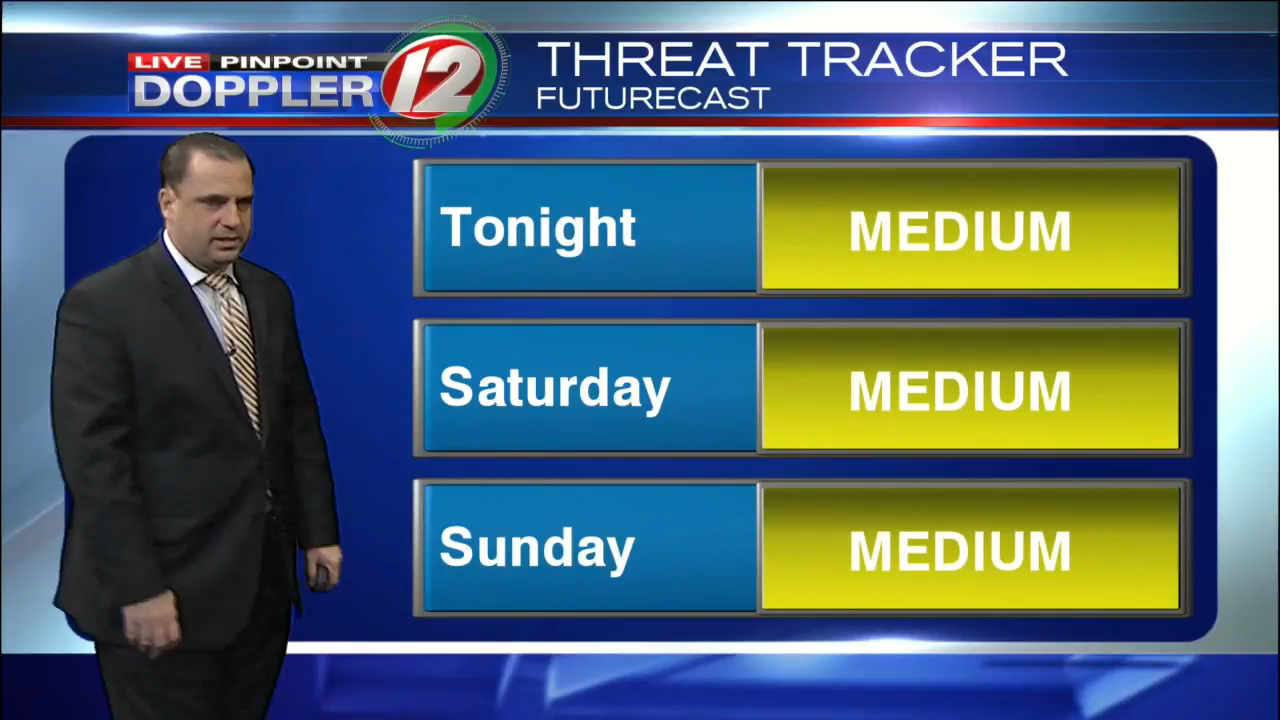 LIVE PINPOINT
DOPPLER 12
THREAT TRACKER
FUTURECAST
Tonight MEDIUM
Saturday MEDIUM
Sunday MEDIUM